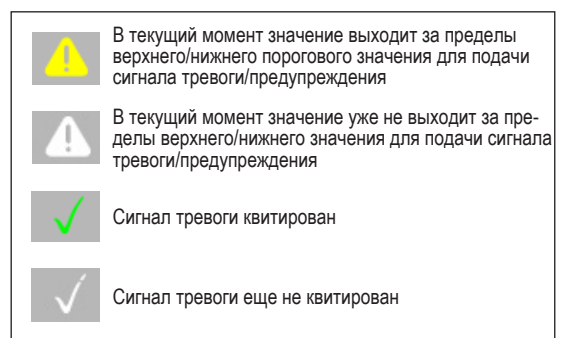 В текущий момент значение выходит за пределы
верхнего/нижнего порогового значения для подачи
сигнала тревоги/предупреждения
В текущий момент значение уже не выходит за пре-
делы верхнего/нижнего значения для подачи сигнала
тревоги/предупреждения
Сигнал тревоги квитирован
Сигнал тревоги еще не квитирован